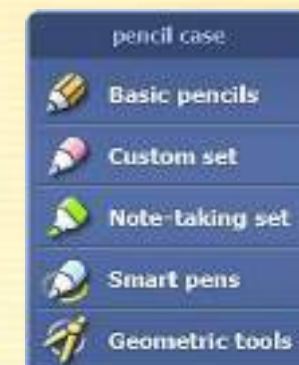 pencil case
Basic pencils
Custom set
Note-taking set
Smart pens
Geometric tools